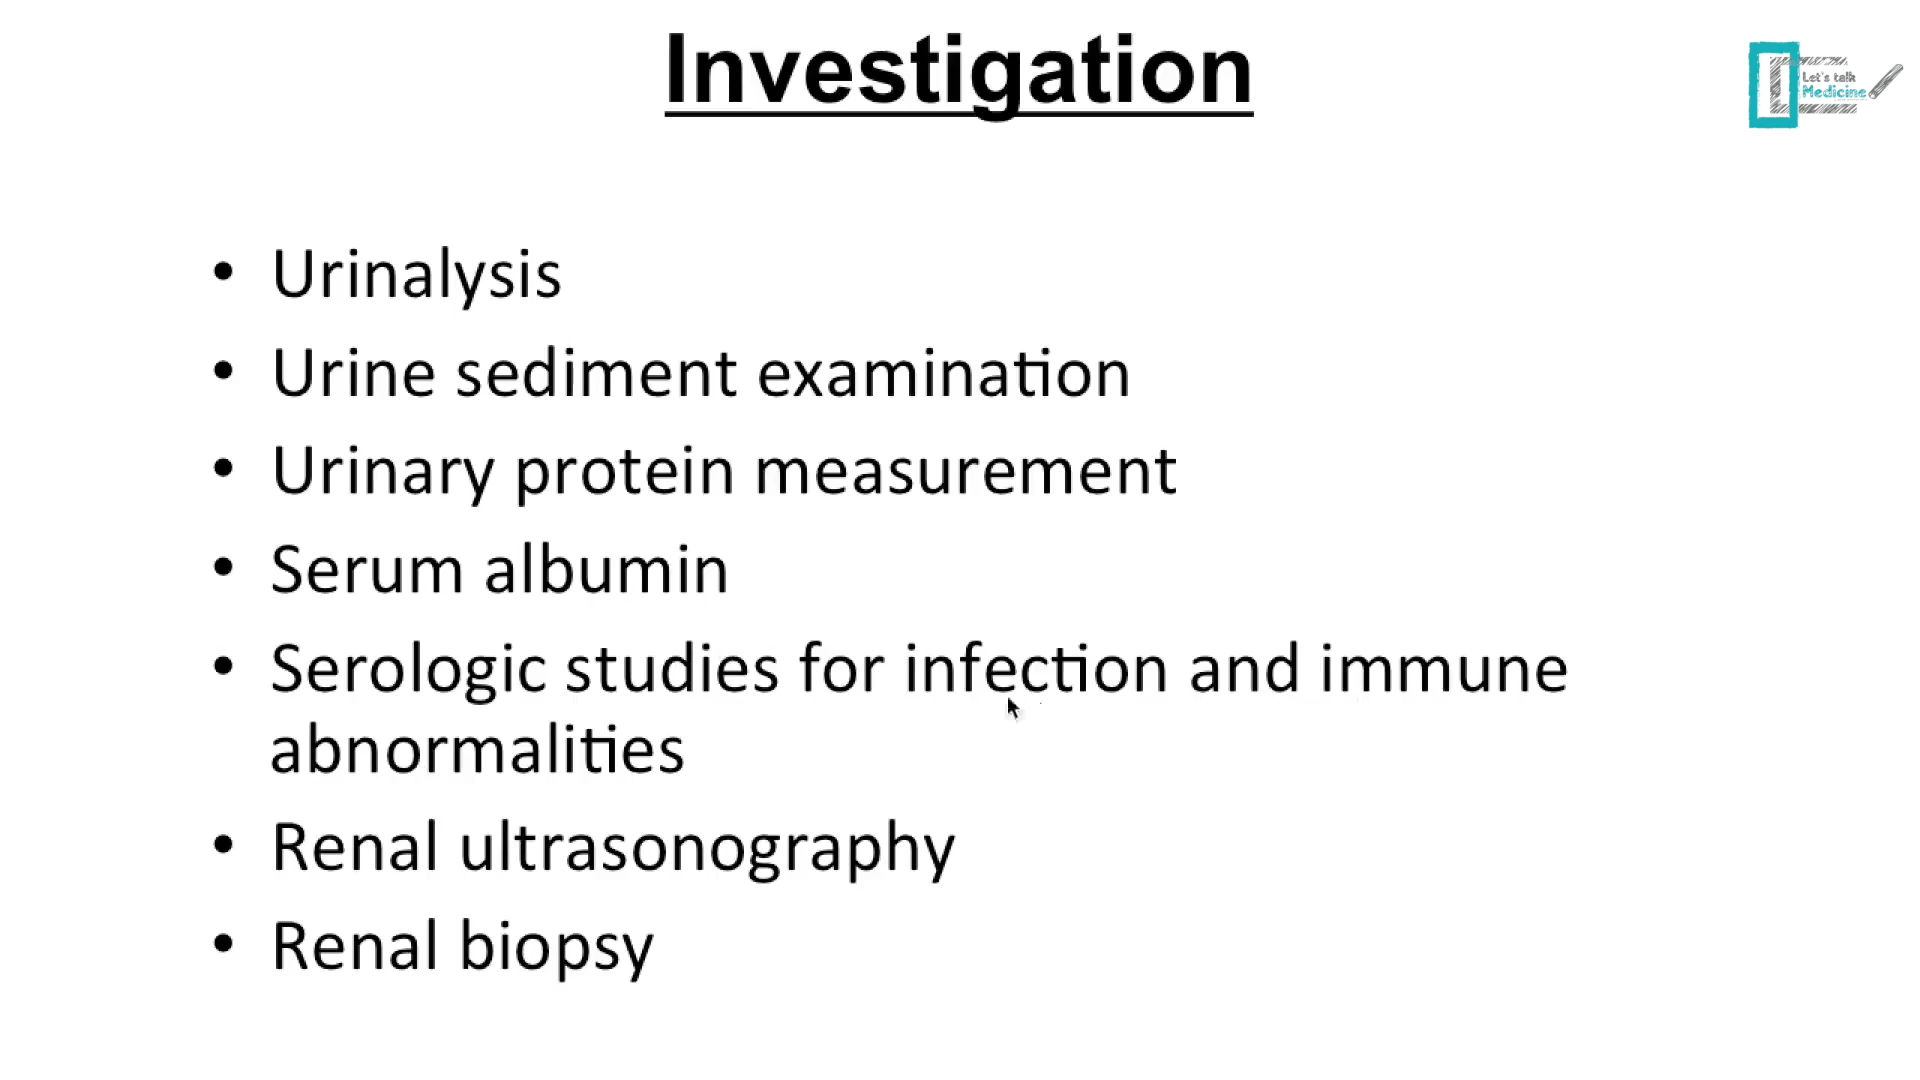 Investigation
Let's talk
Medicine
• Urinalysis
• Urine sediment examination
• Urinary protein measurement
• Serum albumin
• Serologic studies for infection and immune
abnormalities
• Renal ultrasonography
• Renal biopsy